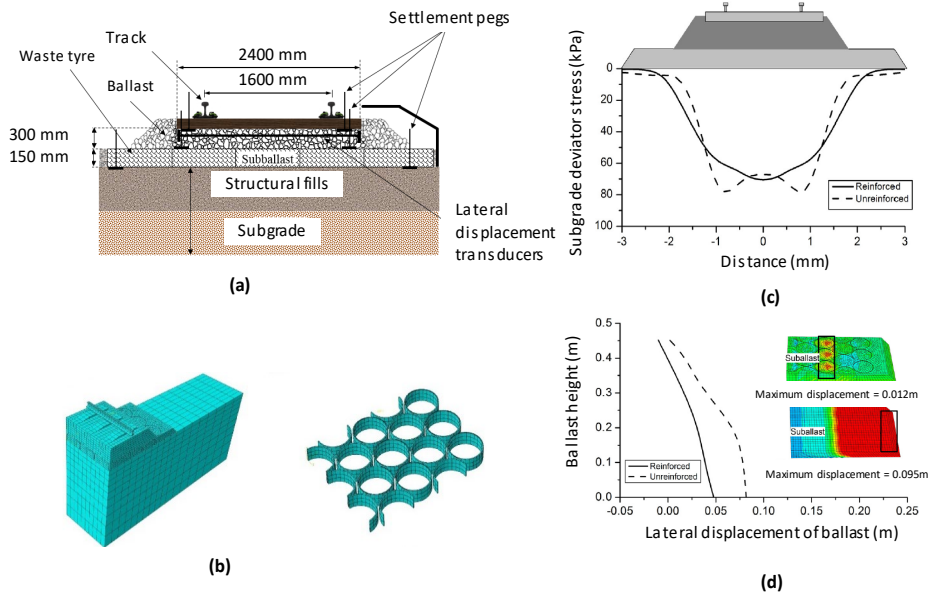 Settlement pegs
Track
2400 mm
Waste tyre
1600 mm
Ballast
300 mm
150 mm
Subballast
Structural fills
Subgrade
Lateral
displacement
transducers
(a)
(b)
Subgrade deviator stress (kPa)
0
20
40
60
80
100
Reinforced
Unreinforced
-3 -2 -1 0 1 2 3
Distance (mm)
(c)
Ballast height (m)
0.5
0.4
0.3
0.2
0.1
0.0
Suballast
Maximum displacement = 0.012m
Suballast
Maximum displacement = 0.095m
Reinforced
Unreinforced
-0.05 0.00 0.05 0.10 0.15 0.20 0.25
Lateral displacement of ballast (m)
(d)